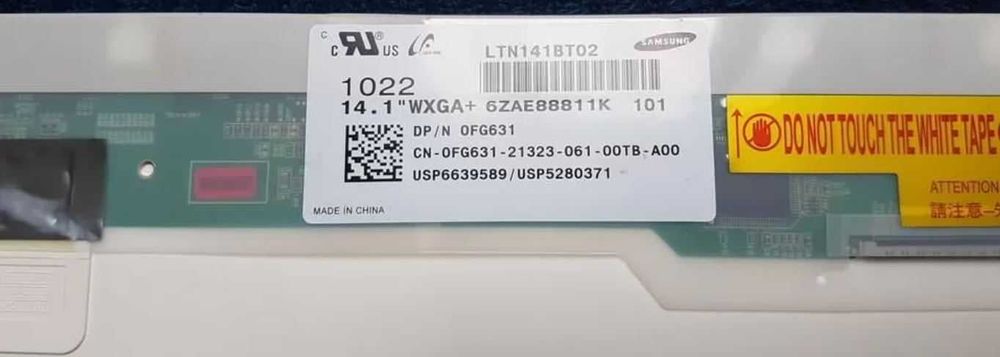 c RU® US
LTN141BT02
SAMSUNG
1022
14.1"WXGA+ 6ZAE88811K 101
DP/N 0FG631
CN-0FG631-21323-061-00TB-A00
USP6639589/USP5280371
MADE IN CHINA
DO NOT TOUCH THE WHITE TAPE
ATTENTION
請注意-